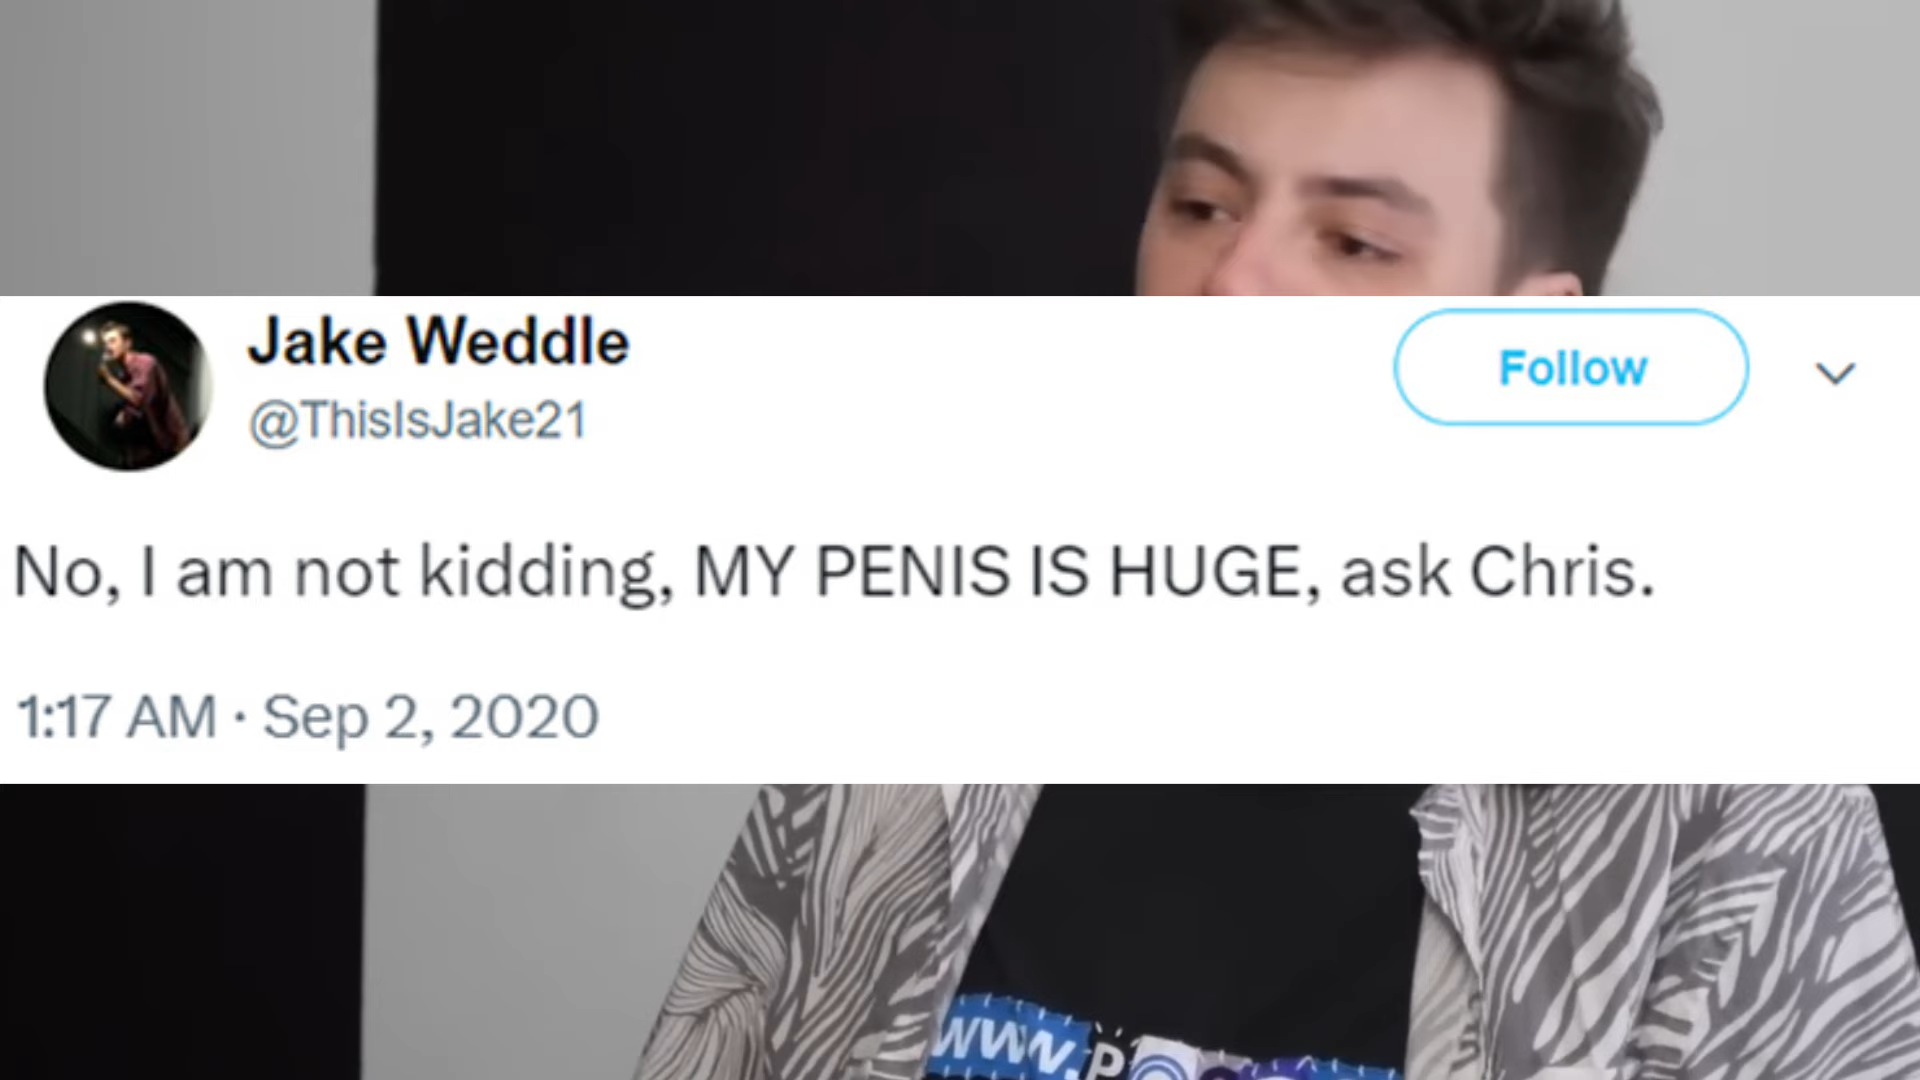 Jake Weddle
Follow
@ThisIsJake21
No, I am not kidding, MY PENIS IS HUGE, ask Chris.
1:17 AM · Sep 2, 2020
www.